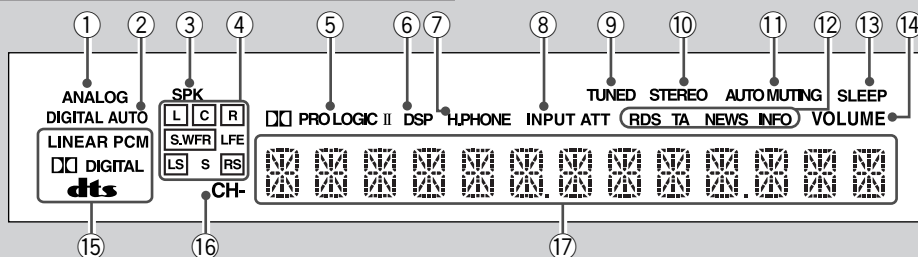 ① ② ③ ④ ⑤ ⑥ ⑦ ⑧ ⑨ ⑩ ⑪ ⑫ ⑬ ⑭
ANALOG SPK TUNED STEREO AUTO MUTING SLEEP
DIGITAL AUTO L C R PRO LOGIC II DSP H.PHONE INPUT ATT RDS TA NEWS INFO VOLUME
LINEAR PCM S.WFR LFE
DIGITAL LS S RS
dts CH-
⑮ ⑯ ⑰